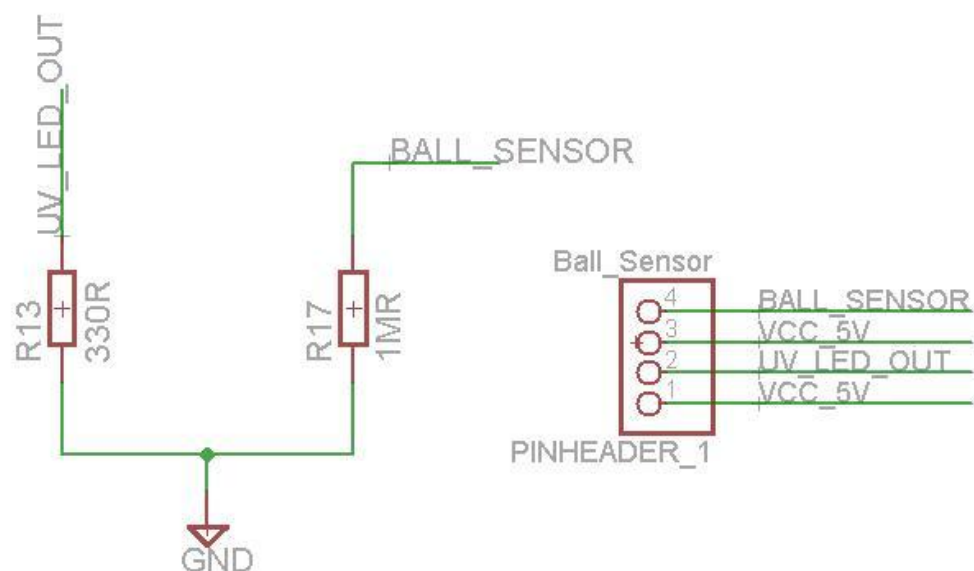 UV_LED_OUT
BALL_SENSOR
R13
330R
R17
1MR
GND
Ball_Sensor
4
BALL_SENSOR
3
VCC_5V
2
UV_LED_OUT
1
VCC_5V
PINHEADER_1